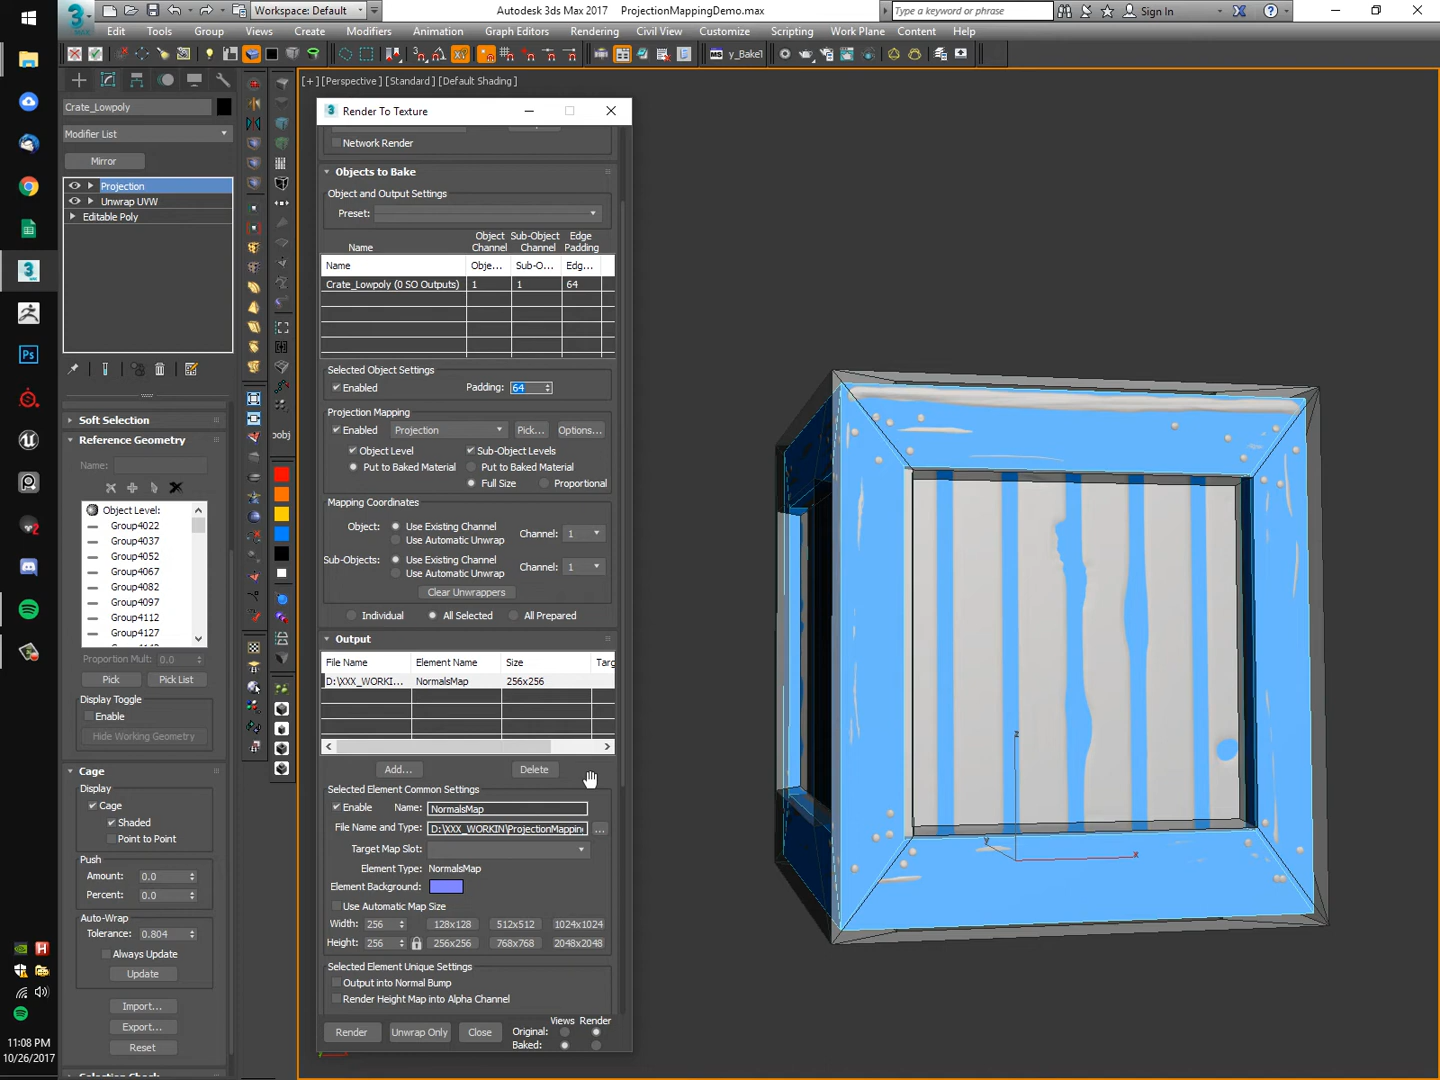 Workspace: Default
Autodesk 3ds Max 2017 ProjectionMappingDemo.max
Type a keyword or phrase
Sign In
Edit Tools Group Views Create Modifiers Animation Graph Editors Rendering Civil View Customize Scripting Work Plane Content Help
MS y_Bake1
[+] [Perspective] [Standard] [Default Shading]
Crate_Lowpoly
Modifier List
Mirror
Projection
Unwrap UVW
Editable Poly
Soft Selection
Reference Geometry
Name:
Object Level:
Group4022
Group4037
Group4052
Group4067
Group4082
Group4097
Group4112
Group4127
Proportion Mult: 0.0
Pick Pick List
Display Toggle
Enable
Hide Working Geometry
Cage
Display
Cage
Shaded
Point to Point
Push
Amount: 0.0
Percent: 0.0
Auto-Wrap
Tolerance: 0.804
Always Update
Update
Import...
Export...
Reset
Render To Texture
Network Render
Objects to Bake
Object and Output Settings
Preset:
Name Object Channel Sub-Object Channel Edge Padding
Name Obje... Sub-O... Edg...
Crate_Lowpoly (0 SO Outputs) 1 1 64
Selected Object Settings
Enabled Padding: 64
Projection Mapping
Enabled Projection Pick... Options...
Object Level Sub-Object Levels
Put to Baked Material Put to Baked Material
Full Size Proportional
Mapping Coordinates
Object: Use Existing Channel
Use Automatic Unwrap Channel: 1
Sub-Objects: Use Existing Channel
Use Automatic Unwrap Channel: 1
Clear Unwrappers
Individual All Selected All Prepared
Output
File Name Element Name Size Targ
D:\XXX_WORKI... NormalsMap 256x256
Add... Delete
Selected Element Common Settings
Enable Name: NormalsMap
File Name and Type: D:\XXX_WORKIN\ProjectionMappin ...
Target Map Slot:
Element Type: NormalsMap
Element Background:
Use Automatic Map Size
Width: 256 128x128 512x512 1024x1024
Height: 256 256x256 768x768 2048x2048
Selected Element Unique Settings
Output into Normal Bump
Render Height Map into Alpha Channel
Views Render
Render Unwrap Only Close Original:
Baked:
obj
Ps
11:08 PM
10/26/2017
z
y
x